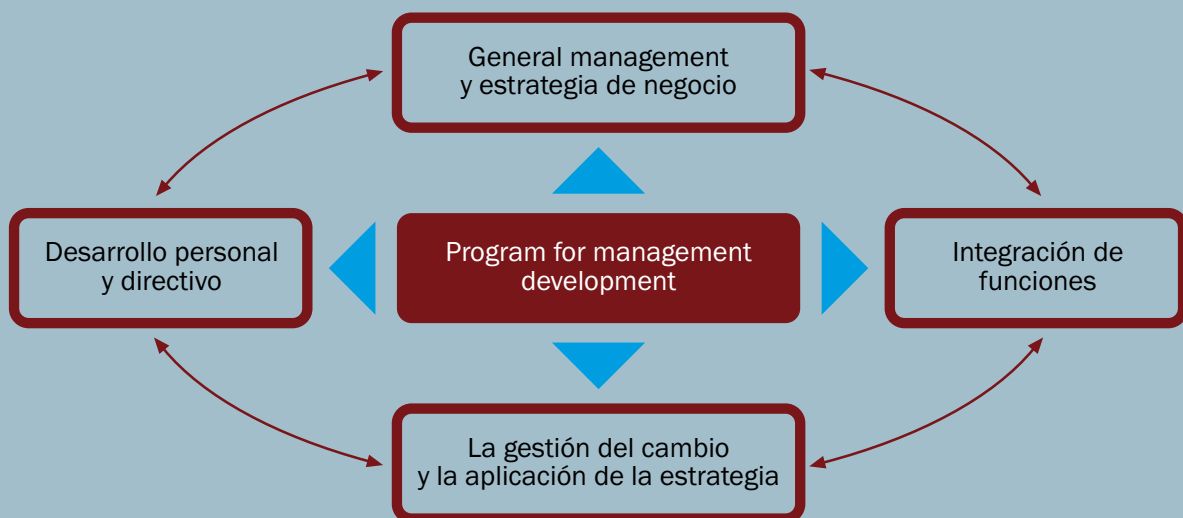 General management
y estrategia de negocio
Desarrollo personal
y directivo
Program for management
development
Integración de
funciones
La gestión del cambio
y la aplicación de la estrategia